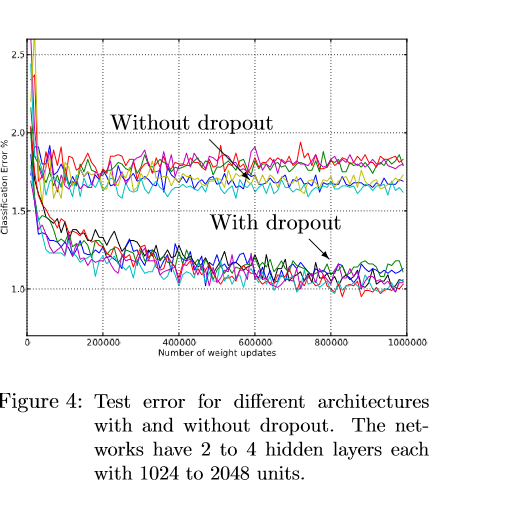 2.5
2.0
1.5
1.0
Classification Error %
Without dropout
With dropout
0 200000 400000 600000 800000 1000000
Number of weight updates
Figure 4: Test error for different architectures
with and without dropout. The net-
works have 2 to 4 hidden layers each
with 1024 to 2048 units.